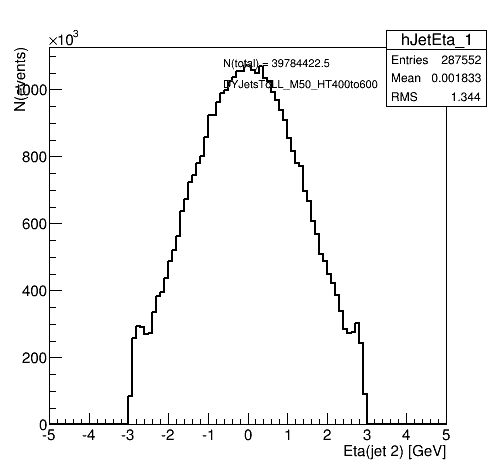 ×10³
hJetEta_1
Entries 287552
Mean 0.001833
RMS 1.344
N(total) = 39784422.5
DYJetsToLL_M50_HT400to600
N(events)
1000
800
600
400
200
0
-5 -4 -3 -2 -1 0 1 2 3 4 5
Eta(jet 2) [GeV]